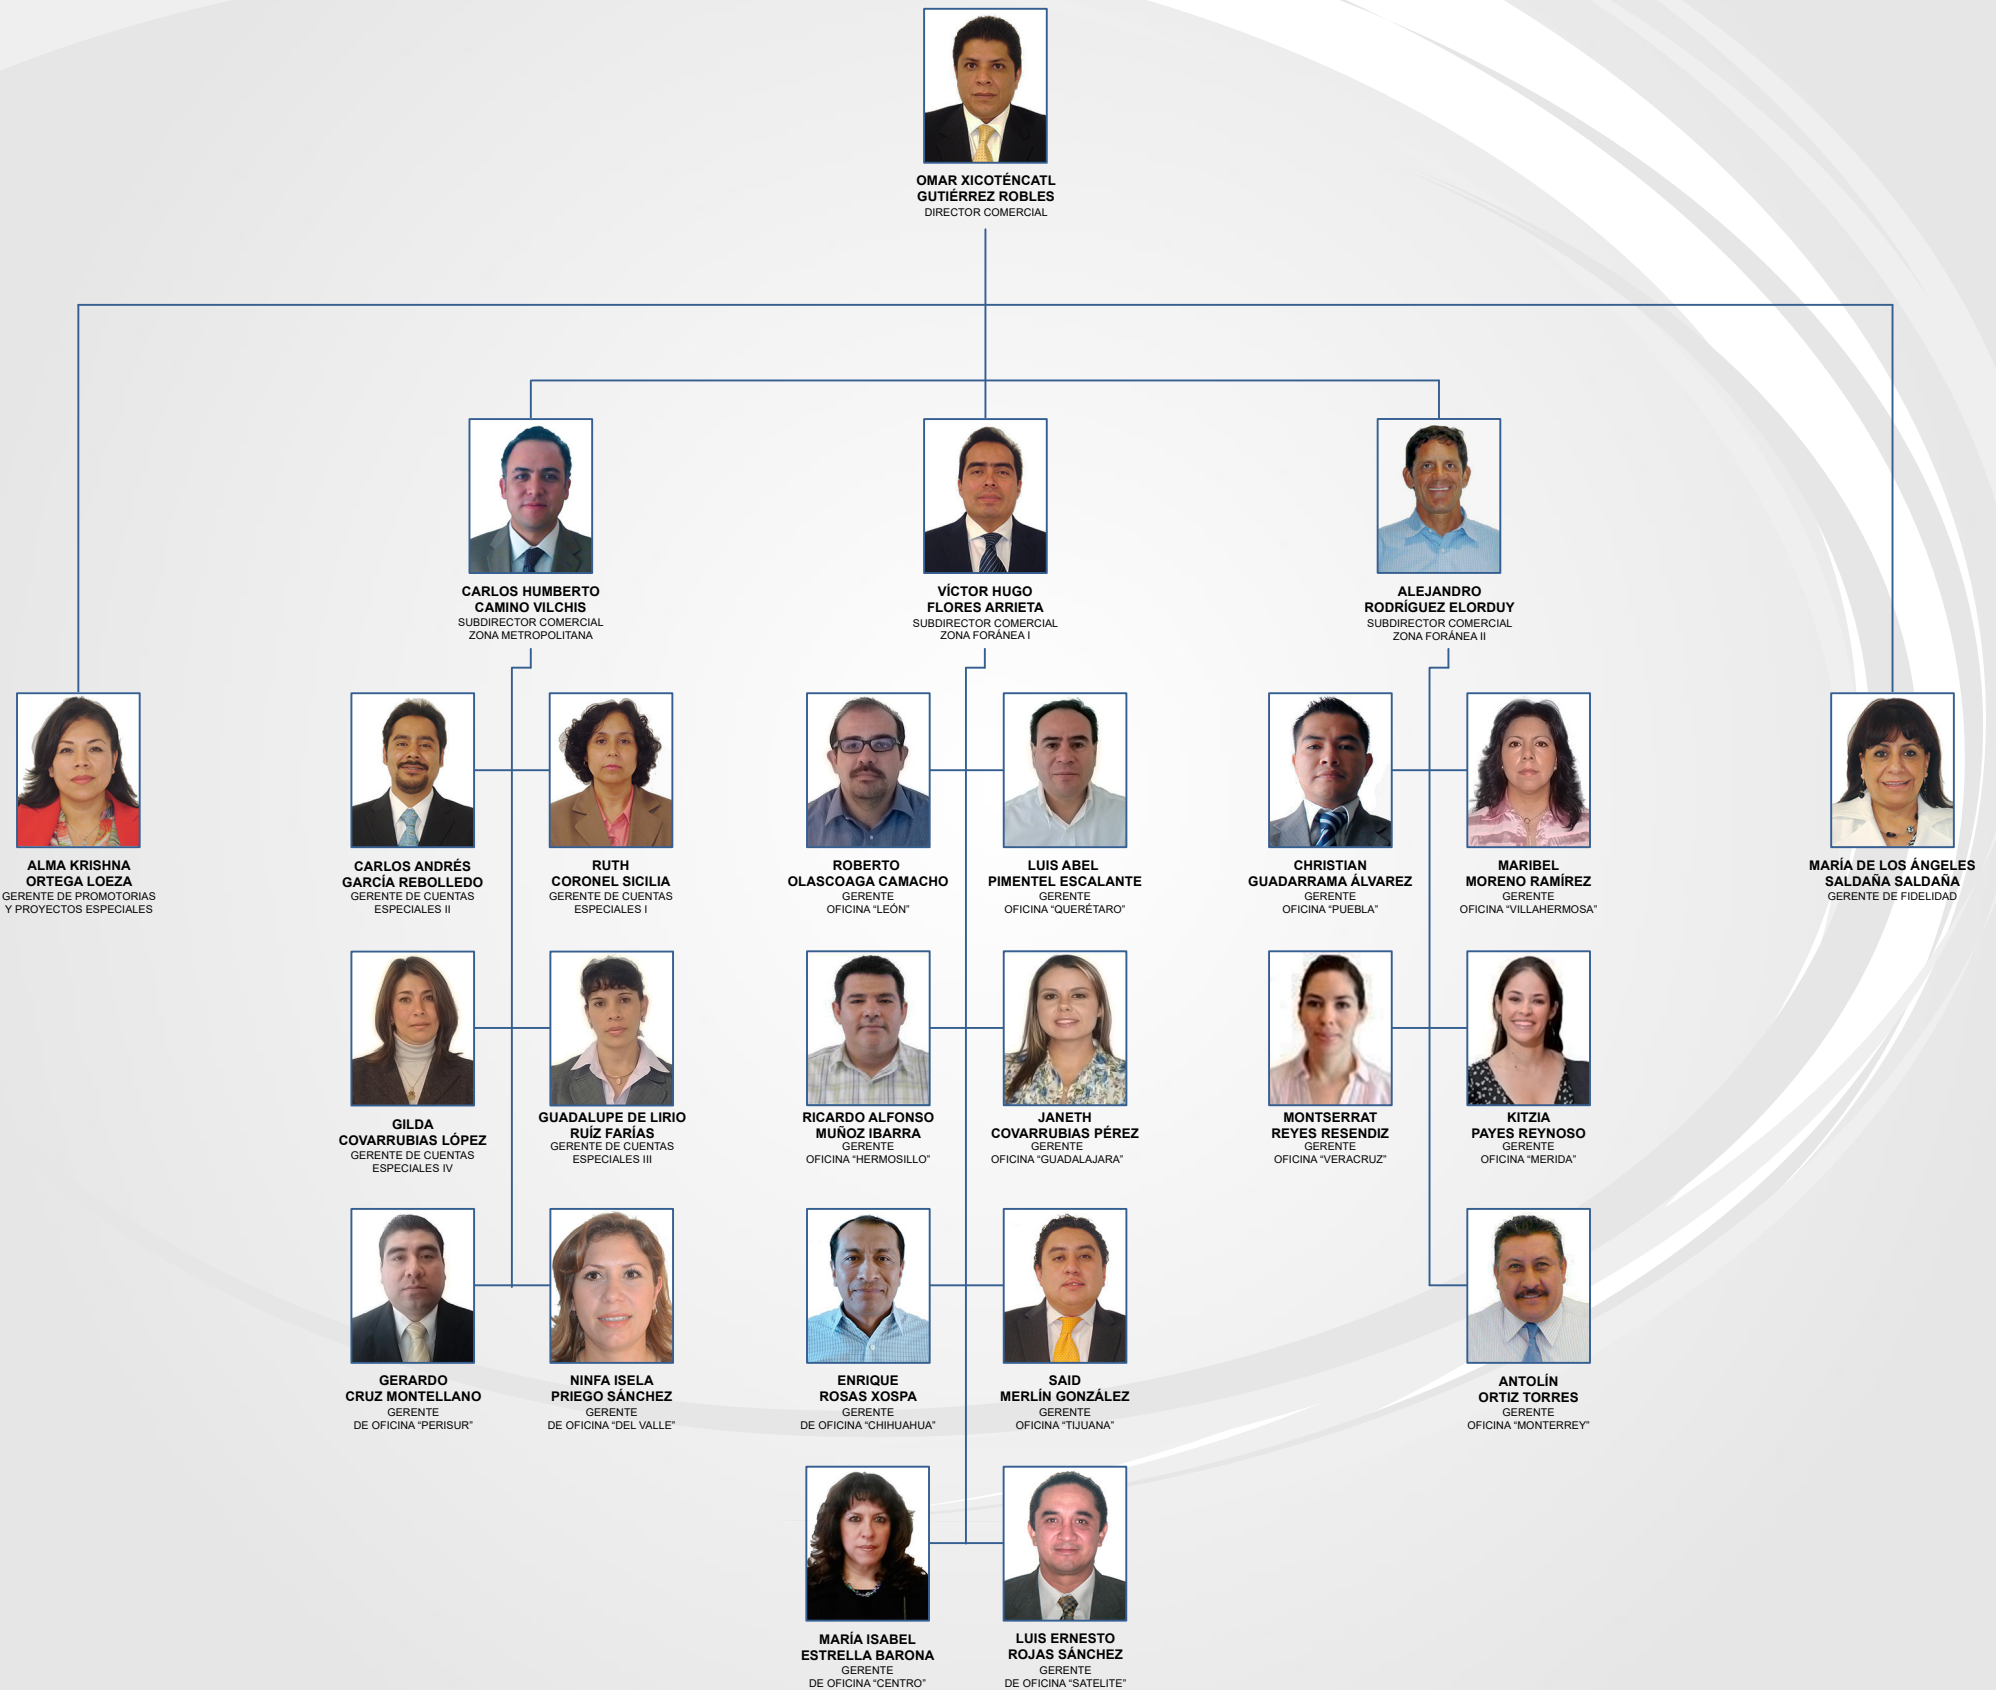 OMAR XICOTÉNCATL
GUTIÉRREZ ROBLES
DIRECTOR COMERCIAL
CARLOS HUMBERTO
CAMINO VILCHIS
SUBDIRECTOR COMERCIAL
ZONA METROPOLITANA
VÍCTOR HUGO
FLORES ARRIETA
SUBDIRECTOR COMERCIAL
ZONA FORÁNEA I
ALEJANDRO
RODRÍGUEZ ELORDUY
SUBDIRECTOR COMERCIAL
ZONA FORÁNEA II
ALMA KRISHNA
ORTEGA LOEZA
GERENTE DE PROMOTORIAS
Y PROYECTOS ESPECIALES
CARLOS ANDRÉS
GARCÍA REBOLLEDO
GERENTE DE CUENTAS
ESPECIALES II
RUTH
CORONEL SICILIA
GERENTE DE CUENTAS
ESPECIALES I
ROBERTO
OLASCOAGA CAMACHO
GERENTE
OFICINA “LEÓN”
LUIS ABEL
PIMENTEL ESCALANTE
GERENTE
OFICINA “QUERÉTARO”
CHRISTIAN
GUADARRAMA ÁLVAREZ
GERENTE
OFICINA “PUEBLA”
MARIBEL
MORENO RAMÍREZ
GERENTE
OFICINA “VILLAHERMOSA”
MARÍA DE LOS ÁNGELES
SALDAÑA SALDAÑA
GERENTE DE FIDELIDAD
GILDA
COVARRUBIAS LÓPEZ
GERENTE DE CUENTAS
ESPECIALES IV
GUADALUPE DE LIRIO
RUÍZ FARÍAS
GERENTE DE CUENTAS
ESPECIALES III
RICARDO ALFONSO
MUÑOZ IBARRA
GERENTE
OFICINA “HERMOSILLO”
JANETH
COVARRUBIAS PÉREZ
GERENTE
OFICINA “GUADALAJARA”
MONTSERRAT
REYES RESENDIZ
GERENTE
OFICINA “VERACRUZ”
KITZIA
PAYES REYNOSO
GERENTE
OFICINA “MERIDA”
GERARDO
CRUZ MONTELLANO
GERENTE
DE OFICINA “PERISUR”
NINFA ISELA
PRIEGO SÁNCHEZ
GERENTE
DE OFICINA “DEL VALLE”
ENRIQUE
ROSAS XOSPA
GERENTE
DE OFICINA “CHIHUAHUA”
SAID
MERLÍN GONZÁLEZ
GERENTE
OFICINA “TIJUANA”
ANTOLÍN
ORTIZ TORRES
GERENTE
OFICINA “MONTERREY”
MARÍA ISABEL
ESTRELLA BARONA
GERENTE
DE OFICINA “CENTRO”
LUIS ERNESTO
ROJAS SÁNCHEZ
GERENTE
DE OFICINA “SATELITE”